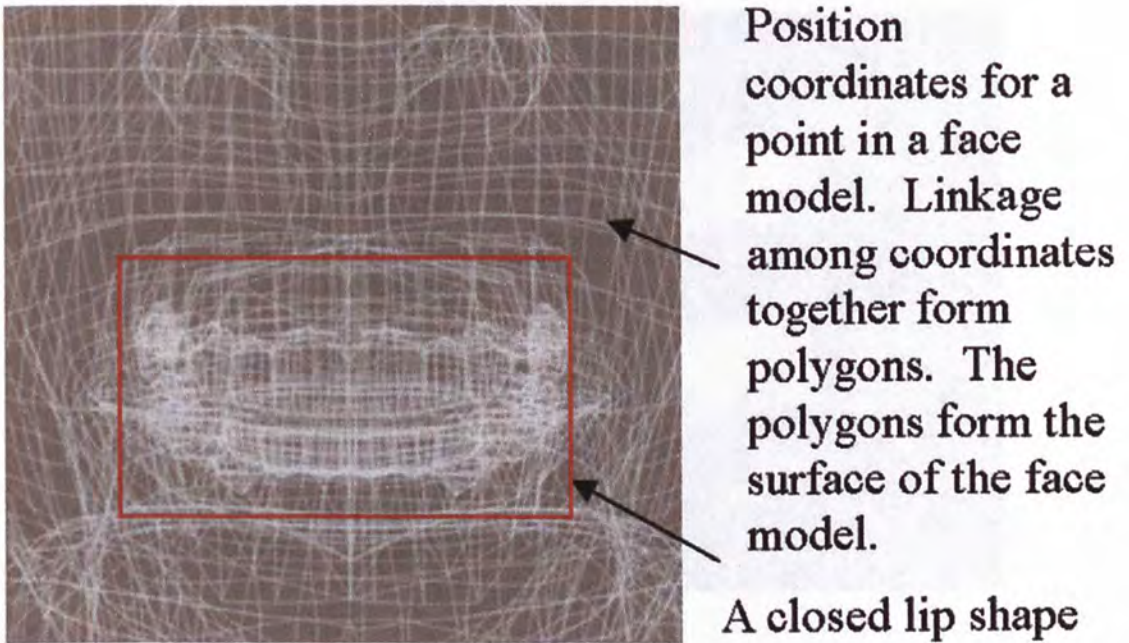 Position
coordinates for a
point in a face
model. Linkage
among coordinates
together form
polygons. The
polygons form the
surface of the face
model.
A closed lip shape